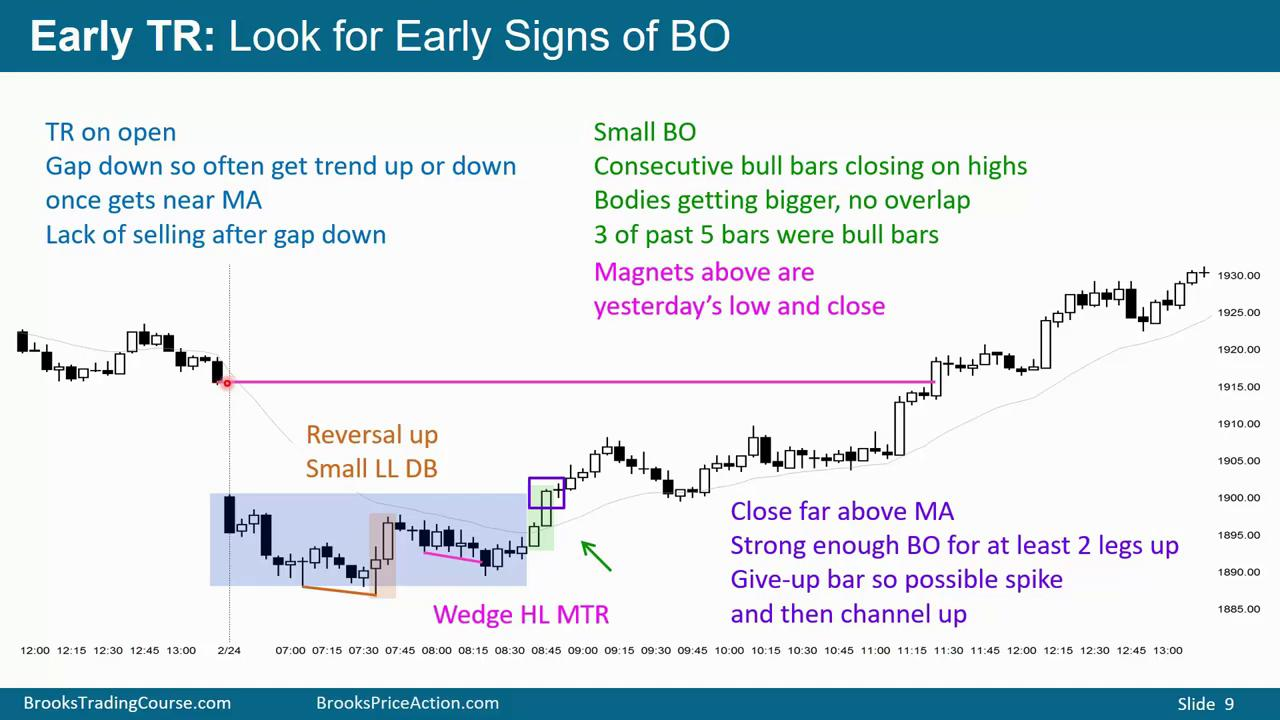 Early TR: Look for Early Signs of BO
TR on open
Gap down so often get trend up or down
once gets near MA
Lack of selling after gap down
Small BO
Consecutive bull bars closing on highs
Bodies getting bigger, no overlap
3 of past 5 bars were bull bars
Magnets above are
yesterday's low and close
Reversal up
Small LL DB
Wedge HL MTR
Close far above MA
Strong enough BO for at least 2 legs up
Give-up bar so possible spike
and then channel up
1930.00
1925.00
1920.00
1915.00
1910.00
1905.00
1900.00
1895.00
1890.00
1885.00
12:00 12:15 12:30 12:45 13:00 2/24 07:00 07:15 07:30 07:45 08:00 08:15 08:30 08:45 09:00 09:15 09:30 09:45 10:00 10:15 10:30 10:45 11:00 11:15 11:30 11:45 12:00 12:15 12:30 12:45 13:00
BrooksTradingCourse.com BrooksPriceAction.com Slide 9